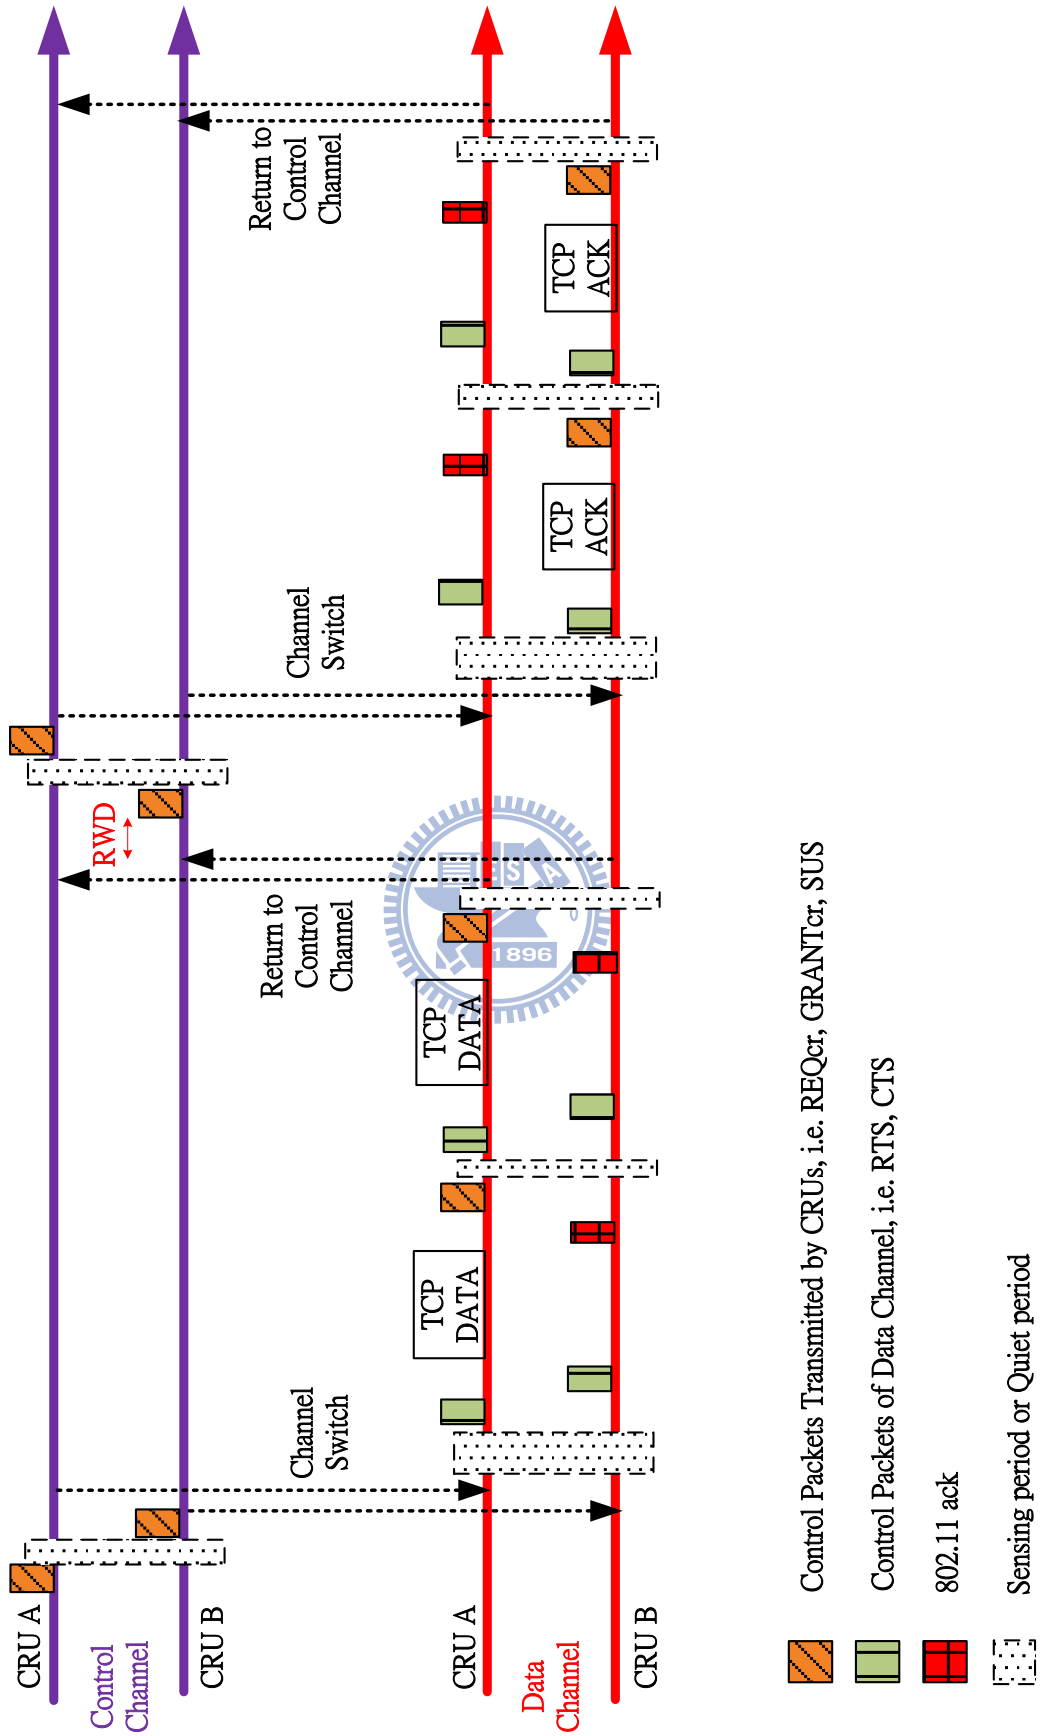 CRU A
Control
Channel
CRU B
RWD
Channel
Switch
Return to
Control
Channel
Channel
Switch
Return to
Control
Channel
CRU A
Data
Channel
CRU B
TCP
DATA
TCP
DATA
E S A
1896
TCP
ACK
TCP
ACK
Control Packets Transmitted by CRUs, i.e. REQcr, GRANTcr, SUS
Control Packets of Data Channel, i.e. RTS, CTS
802.11 ack
Sensing period or Quiet period